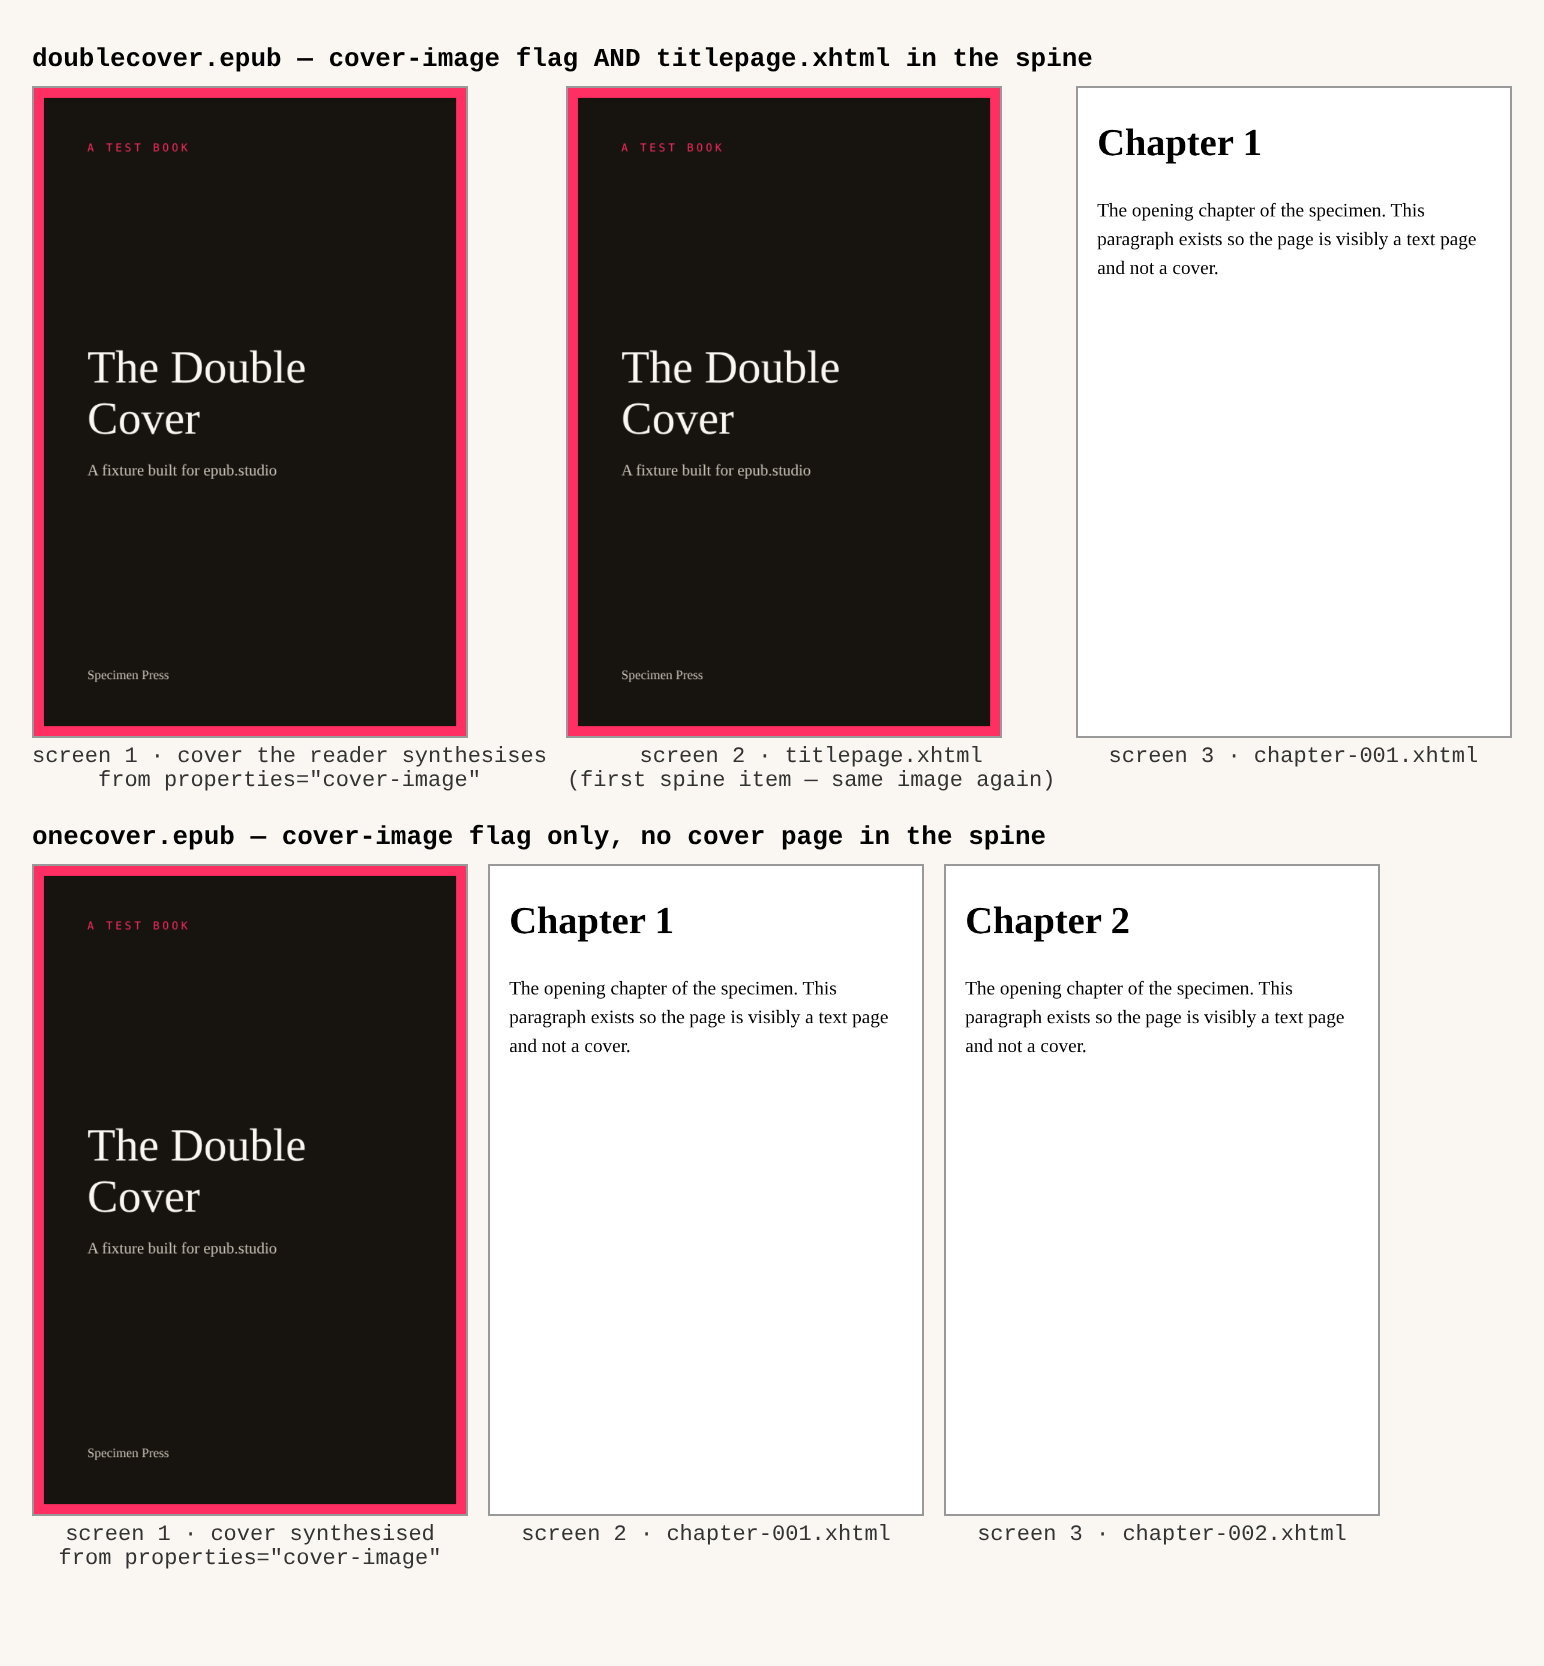 doublecover.epub — cover-image flag AND titlepage.xhtml in the spine
A TEST BOOK
The Double
Cover
A fixture built for epub.studio
Specimen Press
screen 1 · cover the reader synthesises
from properties="cover-image"
A TEST BOOK
The Double
Cover
A fixture built for epub.studio
Specimen Press
screen 2 · titlepage.xhtml
(first spine item — same image again)
Chapter 1
The opening chapter of the specimen. This
paragraph exists so the page is visibly a text page
and not a cover.
screen 3 · chapter-001.xhtml
onecover.epub — cover-image flag only, no cover page in the spine
A TEST BOOK
The Double
Cover
A fixture built for epub.studio
Specimen Press
screen 1 · cover synthesised
from properties="cover-image"
Chapter 1
The opening chapter of the specimen. This
paragraph exists so the page is visibly a text page
and not a cover.
screen 2 · chapter-001.xhtml
Chapter 2
The opening chapter of the specimen. This
paragraph exists so the page is visibly a text page
and not a cover.
screen 3 · chapter-002.xhtml